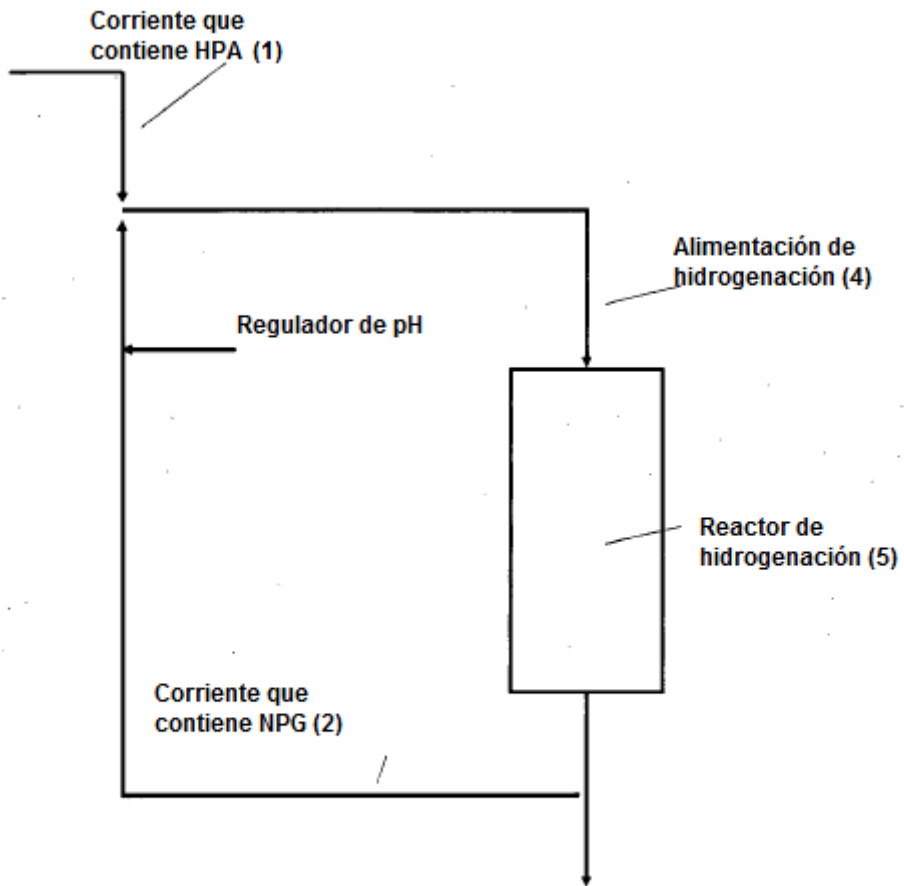 Corriente que
contiene HPA (1)
Alimentación de
hidrogenación (4)
Regulador de pH
Reactor de
hidrogenación (5)
Corriente que
contiene NPG (2)